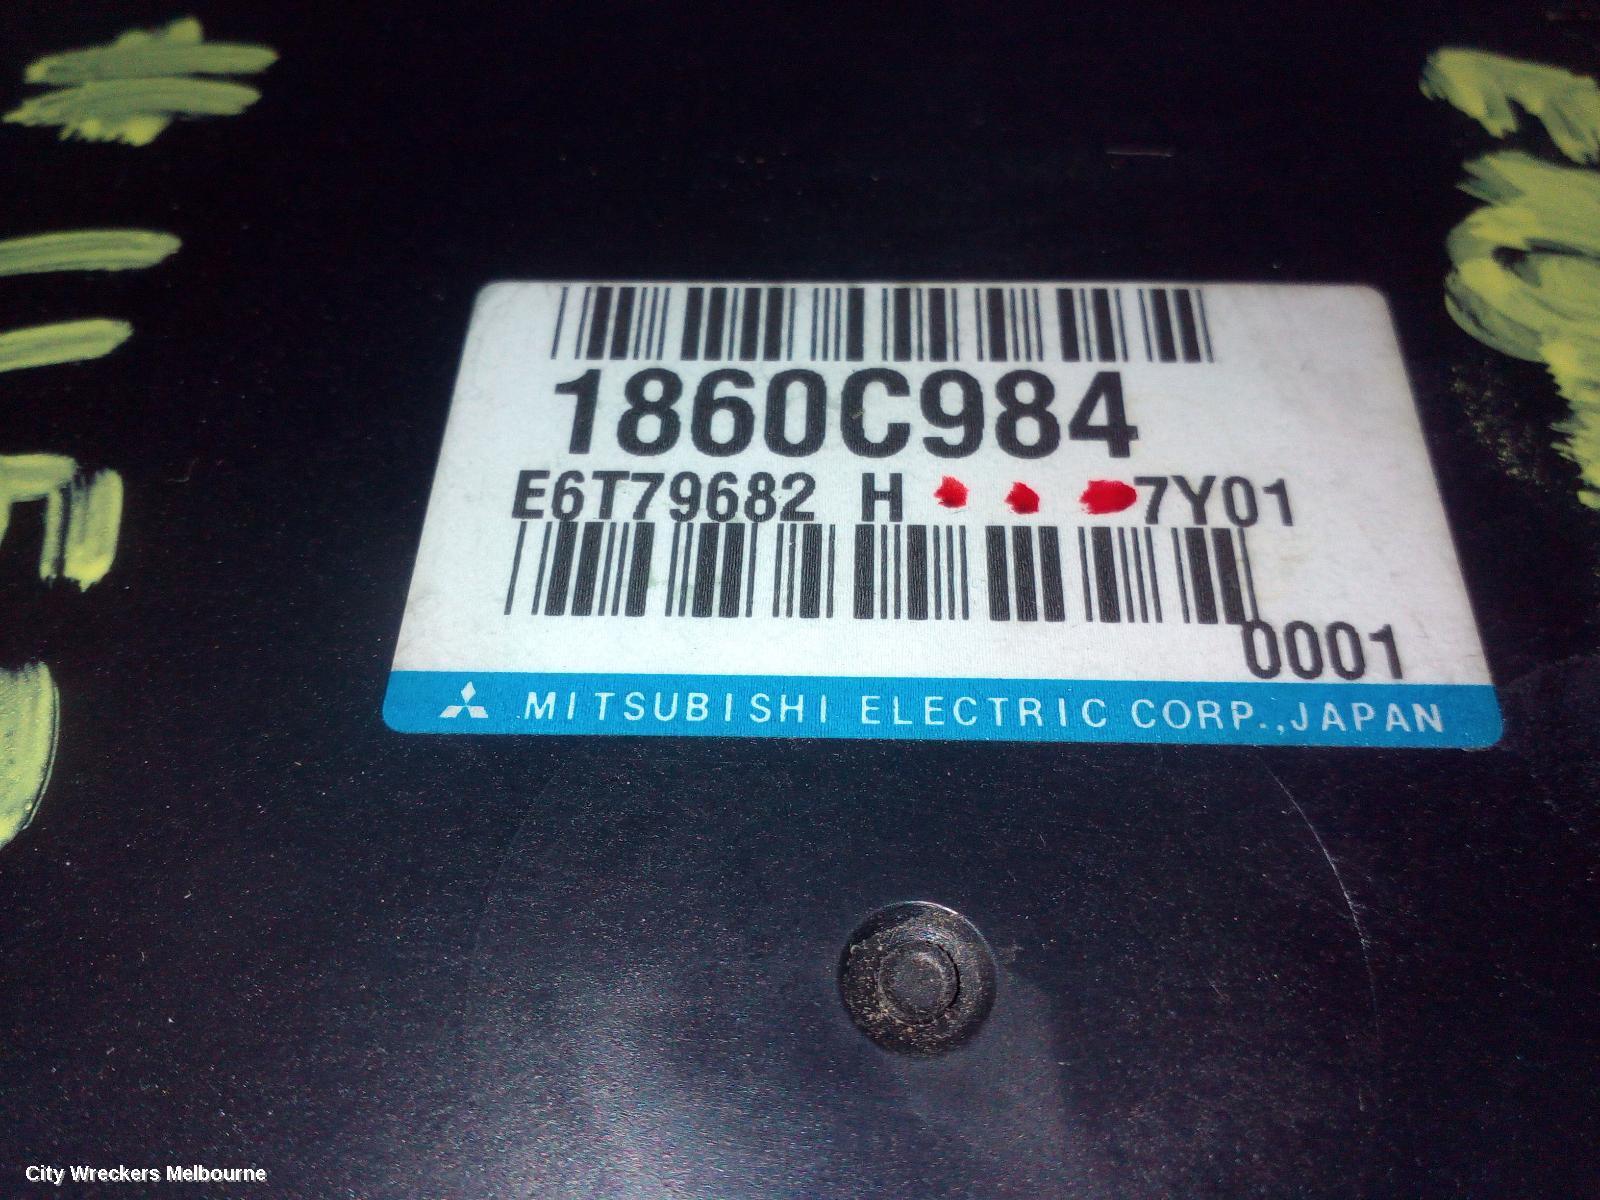 1860C984
E6T79682 H 7Y01
0001
MITSUBISHI ELECTRIC CORP.,JAPAN
City Wreckers Melbourne